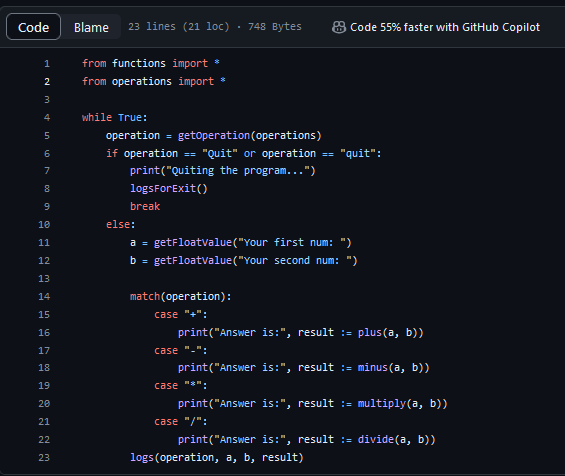 Code Blame 23 lines (21 loc) · 748 Bytes Code 55% faster with GitHub Copilot
1 from functions import *
2 from operations import *
3
4 while True:
5     operation = getOperation(operations)
6     if operation == "Quit" or operation == "quit":
7         print("Quiting the program...")
8         logsForExit()
9         break
10     else:
11         a = getFloatValue("Your first num: ")
12         b = getFloatValue("Your second num: ")
13
14         match(operation):
15             case "+":
16                 print("Answer is:", result := plus(a, b))
17             case "-":
18                 print("Answer is:", result := minus(a, b))
19             case "*":
20                 print("Answer is:", result := multiply(a, b))
21             case "/":
22                 print("Answer is:", result := divide(a, b))
23         logs(operation, a, b, result)